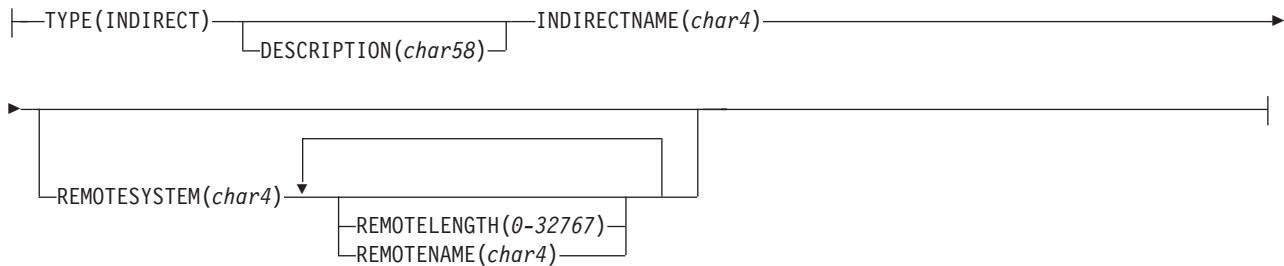 TYPE(INDIRECT) INDIRECTNAME(char4)
DESCRIPTION(char58)
REMOTESYSTEM(char4)
REMOTELENGTH(0-32767)
REMOTENAME(char4)